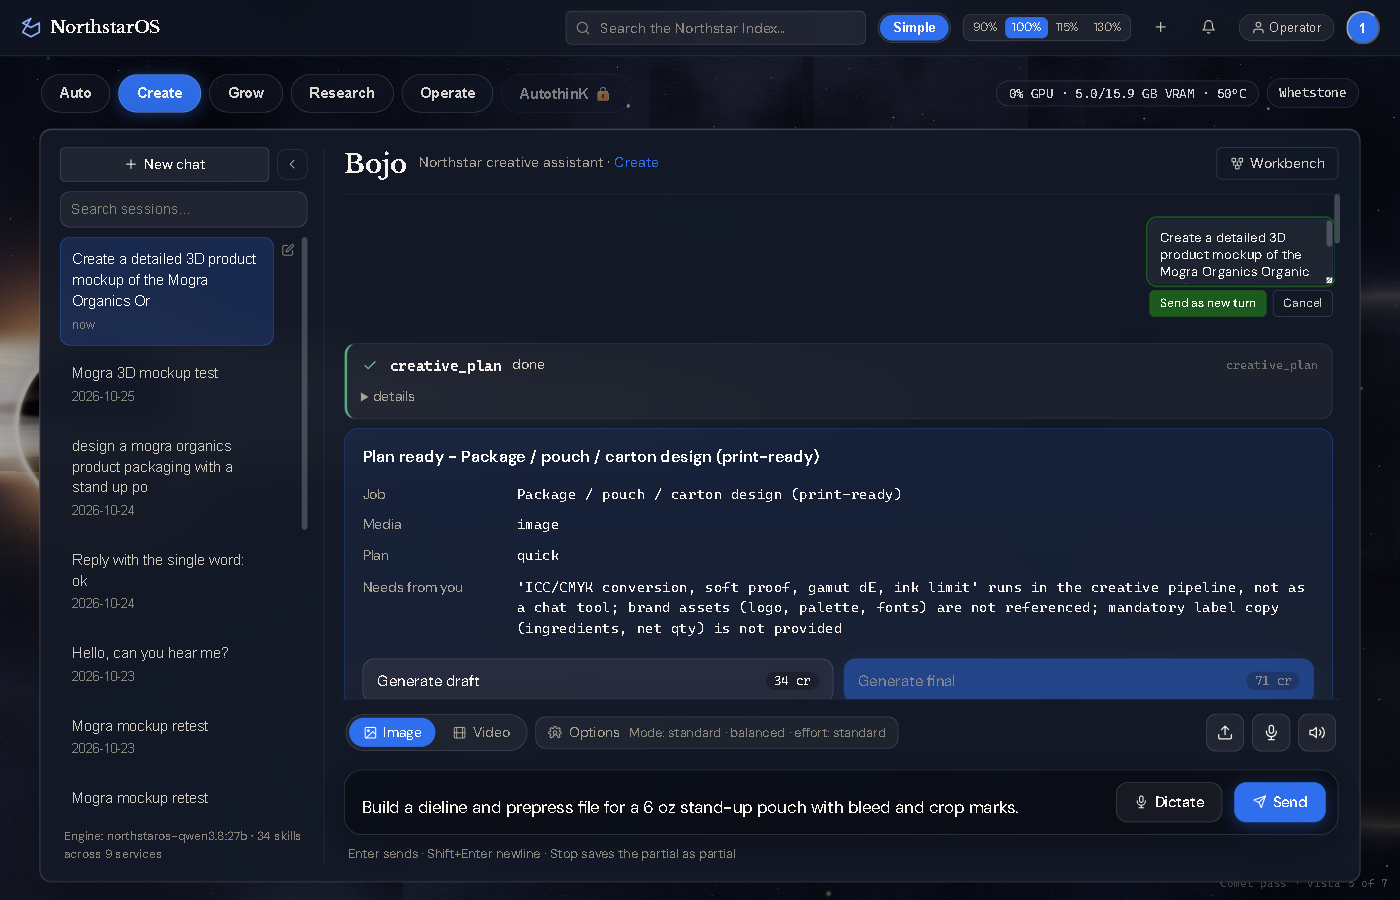 NorthstarOS
Search the Northstar Index...
Simple
90% 100% 115% 130%
Operator
1
Auto
Create
Grow
Research
Operate
AutothinK
0% GPU · 5.0/15.9 GB VRAM · 50°C
Whetstone
+ New chat
Search sessions...
Create a detailed 3D product
mockup of the Mogra
Organics Or
now
Mogra 3D mockup test
2026-10-25
design a mogra organics
product packaging with a
stand up po
2026-10-24
Reply with the single word:
ok
2026-10-24
Hello, can you hear me?
2026-10-23
Mogra mockup retest
2026-10-23
Mogra mockup retest
Engine: northstaros-qwen3.8:27b · 34 skills
across 9 services
Bojo
Northstar creative assistant · Create
Workbench
Create a detailed 3D
product mockup of the
Mogra Organics Organic
Send as new turn
Cancel
creative_plan done
creative_plan
details
Plan ready - Package / pouch / carton design (print-ready)
Job Package / pouch / carton design (print-ready)
Media image
Plan quick
Needs from you 'ICC/CMYK conversion, soft proof, gamut dE, ink limit' runs in the creative pipeline, not as
a chat tool; brand assets (logo, palette, fonts) are not referenced; mandatory label copy
(ingredients, net qty) is not provided
Generate draft 34 cr
Generate final 71 cr
Image
Video
Options Mode: standard · balanced · effort: standard
Build a dieline and prepress file for a 6 oz stand-up pouch with bleed and crop marks.
Dictate
Send
Enter sends · Shift+Enter newline · Stop saves the partial as partial
Comet pass · Vista 5 of 7